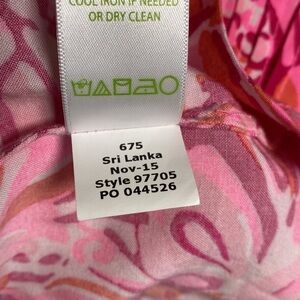 COOL IRON IF NEEDED
OR DRY CLEAN
675
Sri Lanka
Nov-15
Style 97705
PO 044526